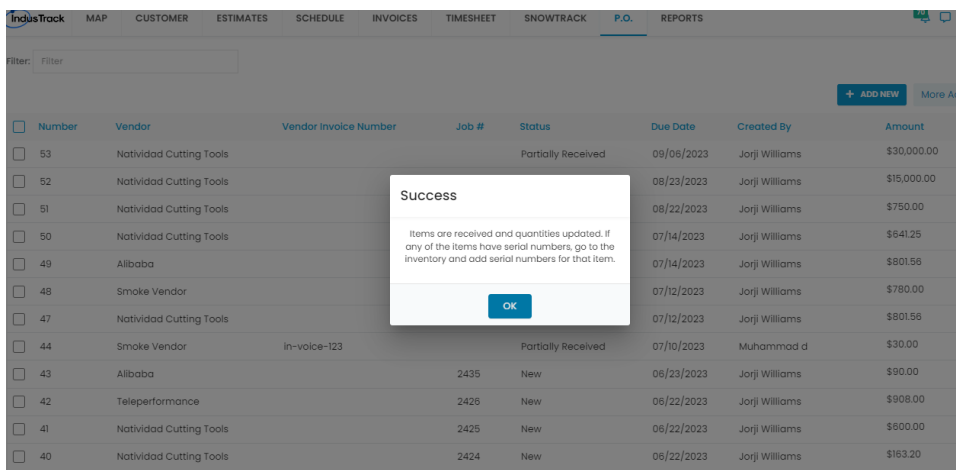 IndusTrack MAP CUSTOMER ESTIMATES SCHEDULE INVOICES TIMESHEET SNOWTRACK P.O. REPORTS 70
Filter: Filter
+ ADD NEW More A
Number Vendor Vendor Invoice Number Job # Status Due Date Created By Amount
53 Natividad Cutting Tools Partially Received 09/06/2023 Jorji Williams $30,000.00
52 Natividad Cutting Tools 08/23/2023 Jorji Williams $15,000.00
51 Natividad Cutting Tools 08/22/2023 Jorji Williams $750.00
50 Natividad Cutting Tools 07/14/2023 Jorji Williams $641.25
49 Alibaba 07/14/2023 Jorji Williams $801.56
48 Smoke Vendor 07/12/2023 Jorji Williams $780.00
47 Natividad Cutting Tools 07/12/2023 Jorji Williams $801.56
44 Smoke Vendor in-voice-123 Partially Received 07/10/2023 Muhammad d $30.00
43 Alibaba 2435 New 06/23/2023 Jorji Williams $90.00
42 Teleperformance 2426 New 06/22/2023 Jorji Williams $908.00
41 Natividad Cutting Tools 2425 New 06/22/2023 Jorji Williams $600.00
40 Natividad Cutting Tools 2424 New 06/22/2023 Jorji Williams $163.20
Success
Items are received and quantities updated. If
any of the items have serial numbers, go to the
inventory and add serial numbers for that item.
OK